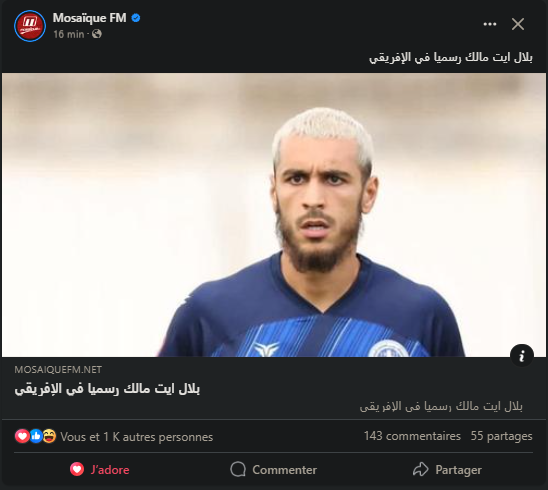 Mosaïque FM
16 min ·
بلال ايت مالك رسميا في الإفريقي
MOSAIQUEFM.NET
بلال ايت مالك رسميا في الإفريقي
بلال ايت مالك رسميا في الإفريقي
Vous et 1 K autres personnes
143 commentaires 55 partages
J'adore Commenter Partager